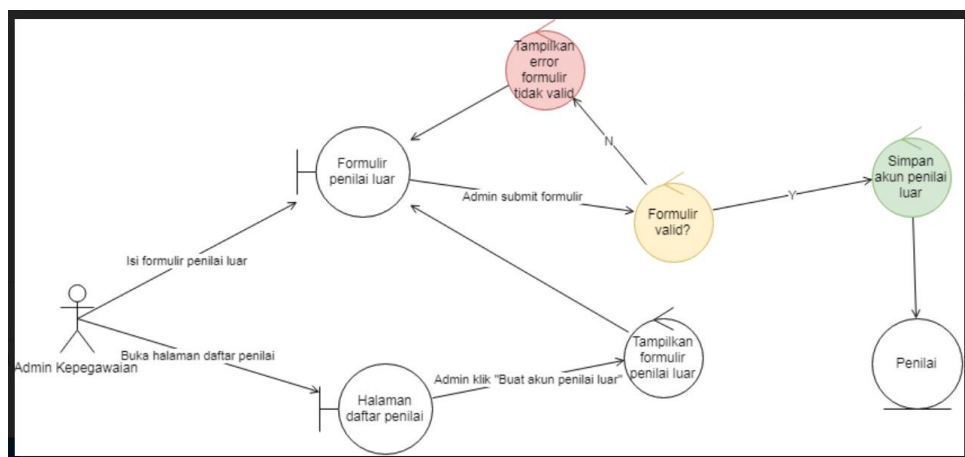 Tampilkan
error
formulir
tidak valid
N
Formulir
penilai luar
Admin submit formulir
Formulir
valid?
Y
Simpan
akun penilai
luar
Isi formulir penilai luar
Admin Kepegawaian
Buka halaman daftar penilai
Halaman
daftar penilai
Admin klik "Buat akun penilai luar"
Tampilkan
formulir
penilai luar
Penilai